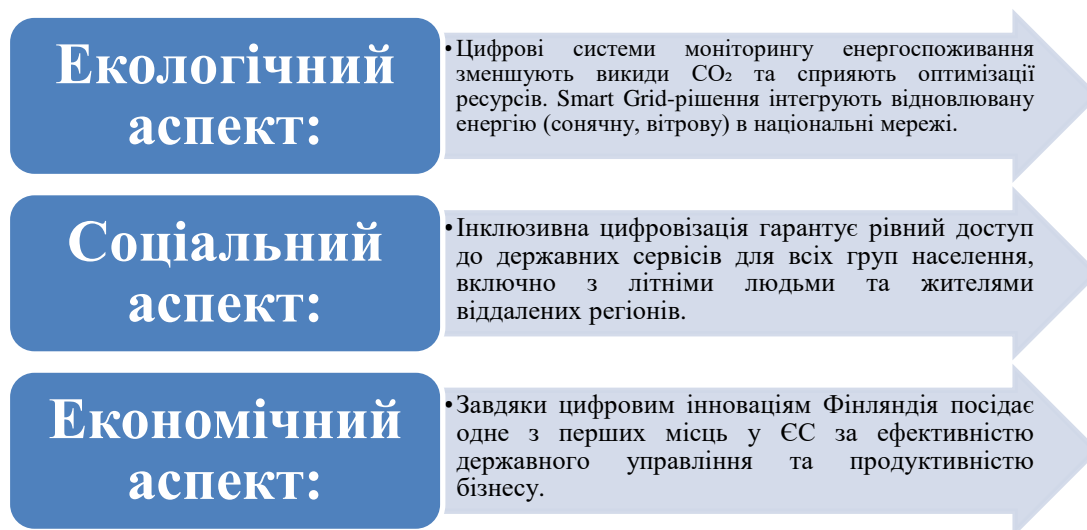 Екологічний
аспект:
• Цифрові системи моніторингу енергоспоживання
зменшують викиди CO₂ та сприяють оптимізації
ресурсів. Smart Grid-рішення інтегрують відновлювану
енергію (сонячну, вітрову) в національні мережі.
Соціальний
аспект:
• Інклюзивна цифровізація гарантує рівний доступ
до державних сервісів для всіх груп населення,
включно з літніми людьми та жителями
віддалених регіонів.
Економічний
аспект:
• Завдяки цифровим інноваціям Фінляндія посідає
одне з перших місць у ЄС за ефективністю
державного управління та продуктивністю
бізнесу.